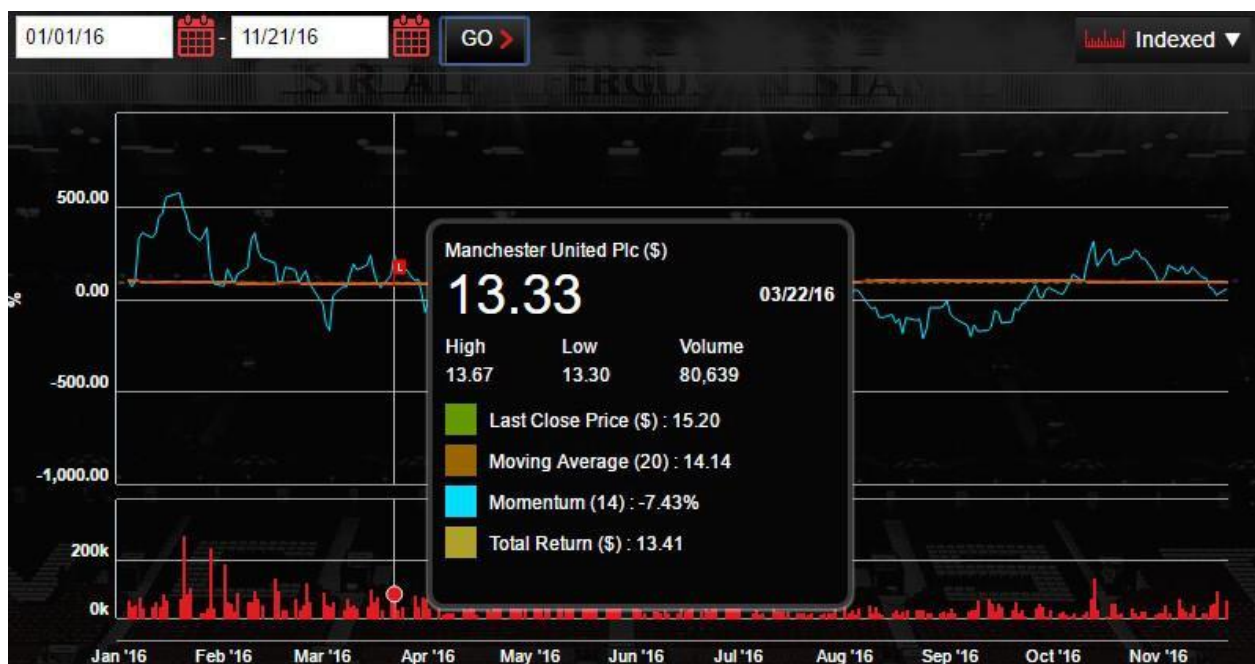 01/01/16 - 11/21/16 GO > Indexed ▼
500.00
0.00
-500.00
-1,000.00
%
L
Manchester United Plc ($)
13.33 03/22/16
High Low Volume
13.67 13.30 80,639
Last Close Price ($) : 15.20
Moving Average (20) : 14.14
Momentum (14) : -7.43%
Total Return ($) : 13.41
200k
0k
Jan '16 Feb '16 Mar '16 Apr '16 May '16 Jun '16 Jul '16 Aug '16 Sep '16 Oct '16 Nov '16